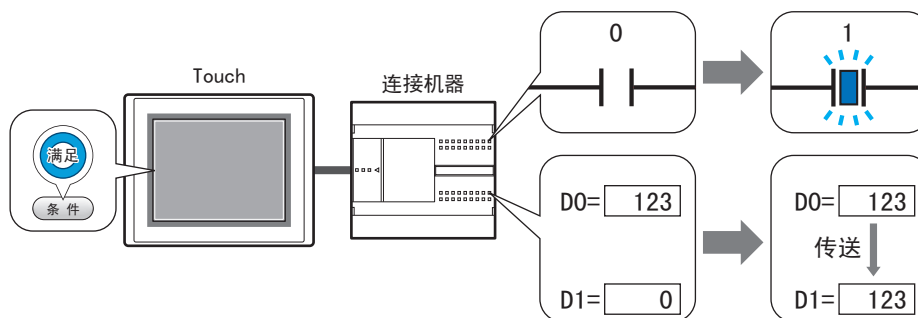 Touch
连接机器
满足
条件
0
1
D0= 123
D1= 0
D0= 123
传送
D1= 123